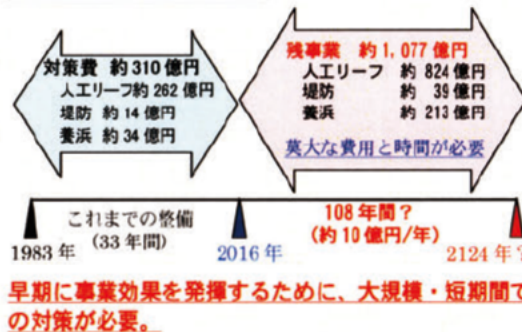 対策費 約310億円
人工リーフ約262億円
堤防 約14億円
養浜 約34億円
残事業 約1,077億円
人工リーフ 約824億円
堤防 約39億円
養浜 約213億円
莫大な費用と時間が必要
これまでの整備
(33年間)
108年間?
(約10億円/年)
1983年
2016年
2124年?
早期に事業効果を発揮するために、大規模・短期間で
の対策が必要。